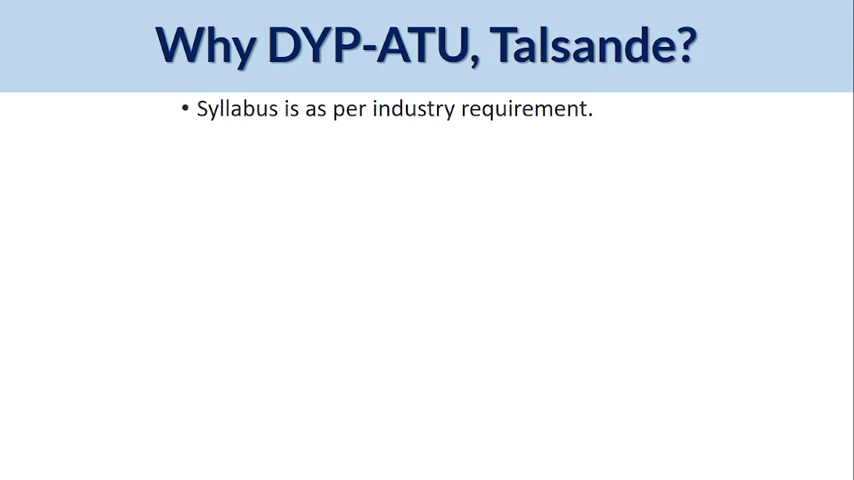 Why DYP-ATU, Talsande?
• Syllabus is as per industry requirement.